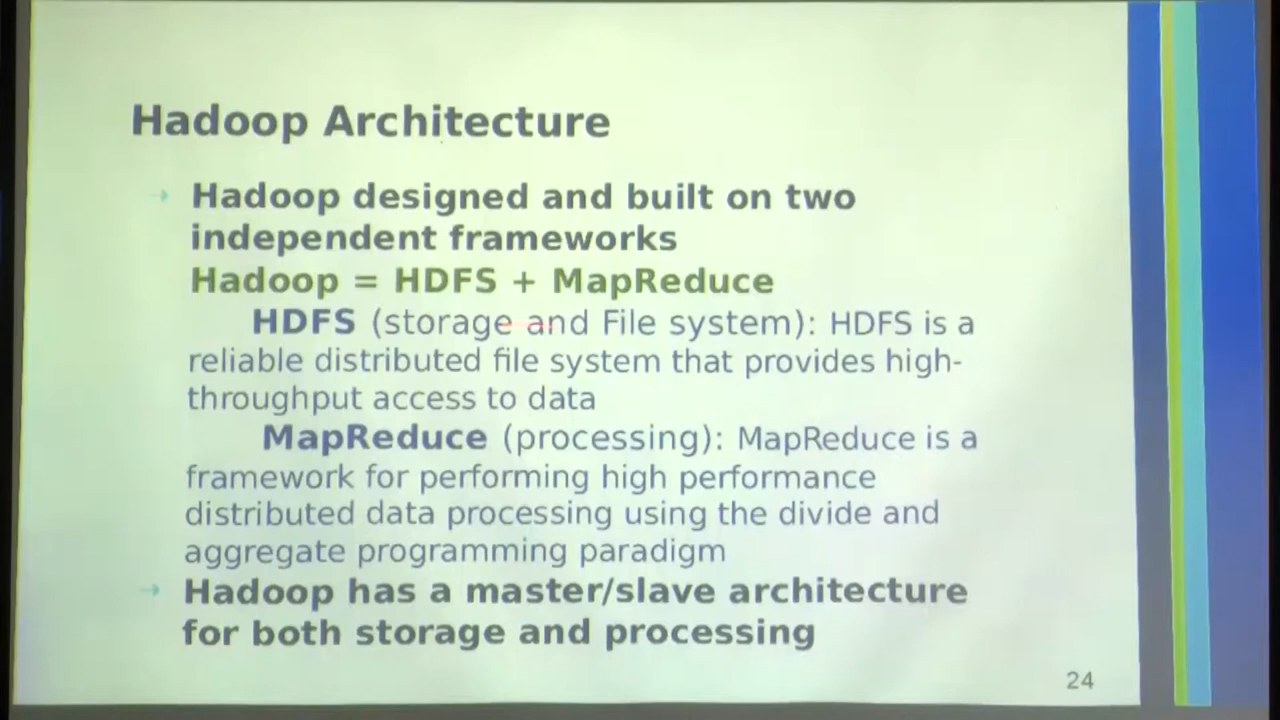 Hadoop Architecture
Hadoop designed and built on two
independent frameworks
Hadoop = HDFS + MapReduce
HDFS (storage and File system): HDFS is a
reliable distributed file system that provides high-
throughput access to data
MapReduce (processing): MapReduce is a
framework for performing high performance
distributed data processing using the divide and
aggregate programming paradigm
Hadoop has a master/slave architecture
for both storage and processing
24